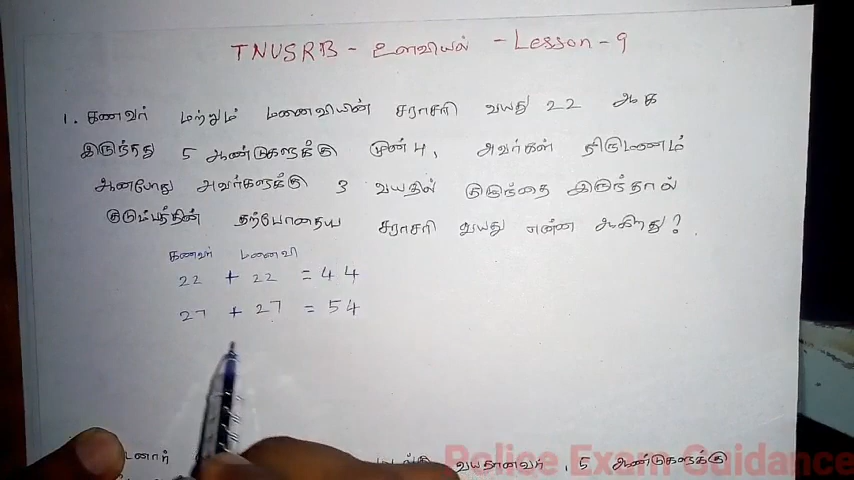 TNUSRB - உளவியல் - Lesson - 9
1. கணவர் மற்றும் மனைவியின் சராசரி வயது 22 ஆக
இருந்தது 5 ஆண்டுகளுக்கு முன்பு, அவர்கள் திருமணம்
ஆனபோது அவர்களுக்கு 3 வயதில் குழந்தை இருந்தால்
குடும்பத்தின் தற்போதைய சராசரி வயது என்ன ஆகிறது?
கணவர் மனைவி
22 + 22 = 44
27 + 27 = 54
வயதானவர், 5 ஆண்டுகளுக்கு
Police Exam Guidance